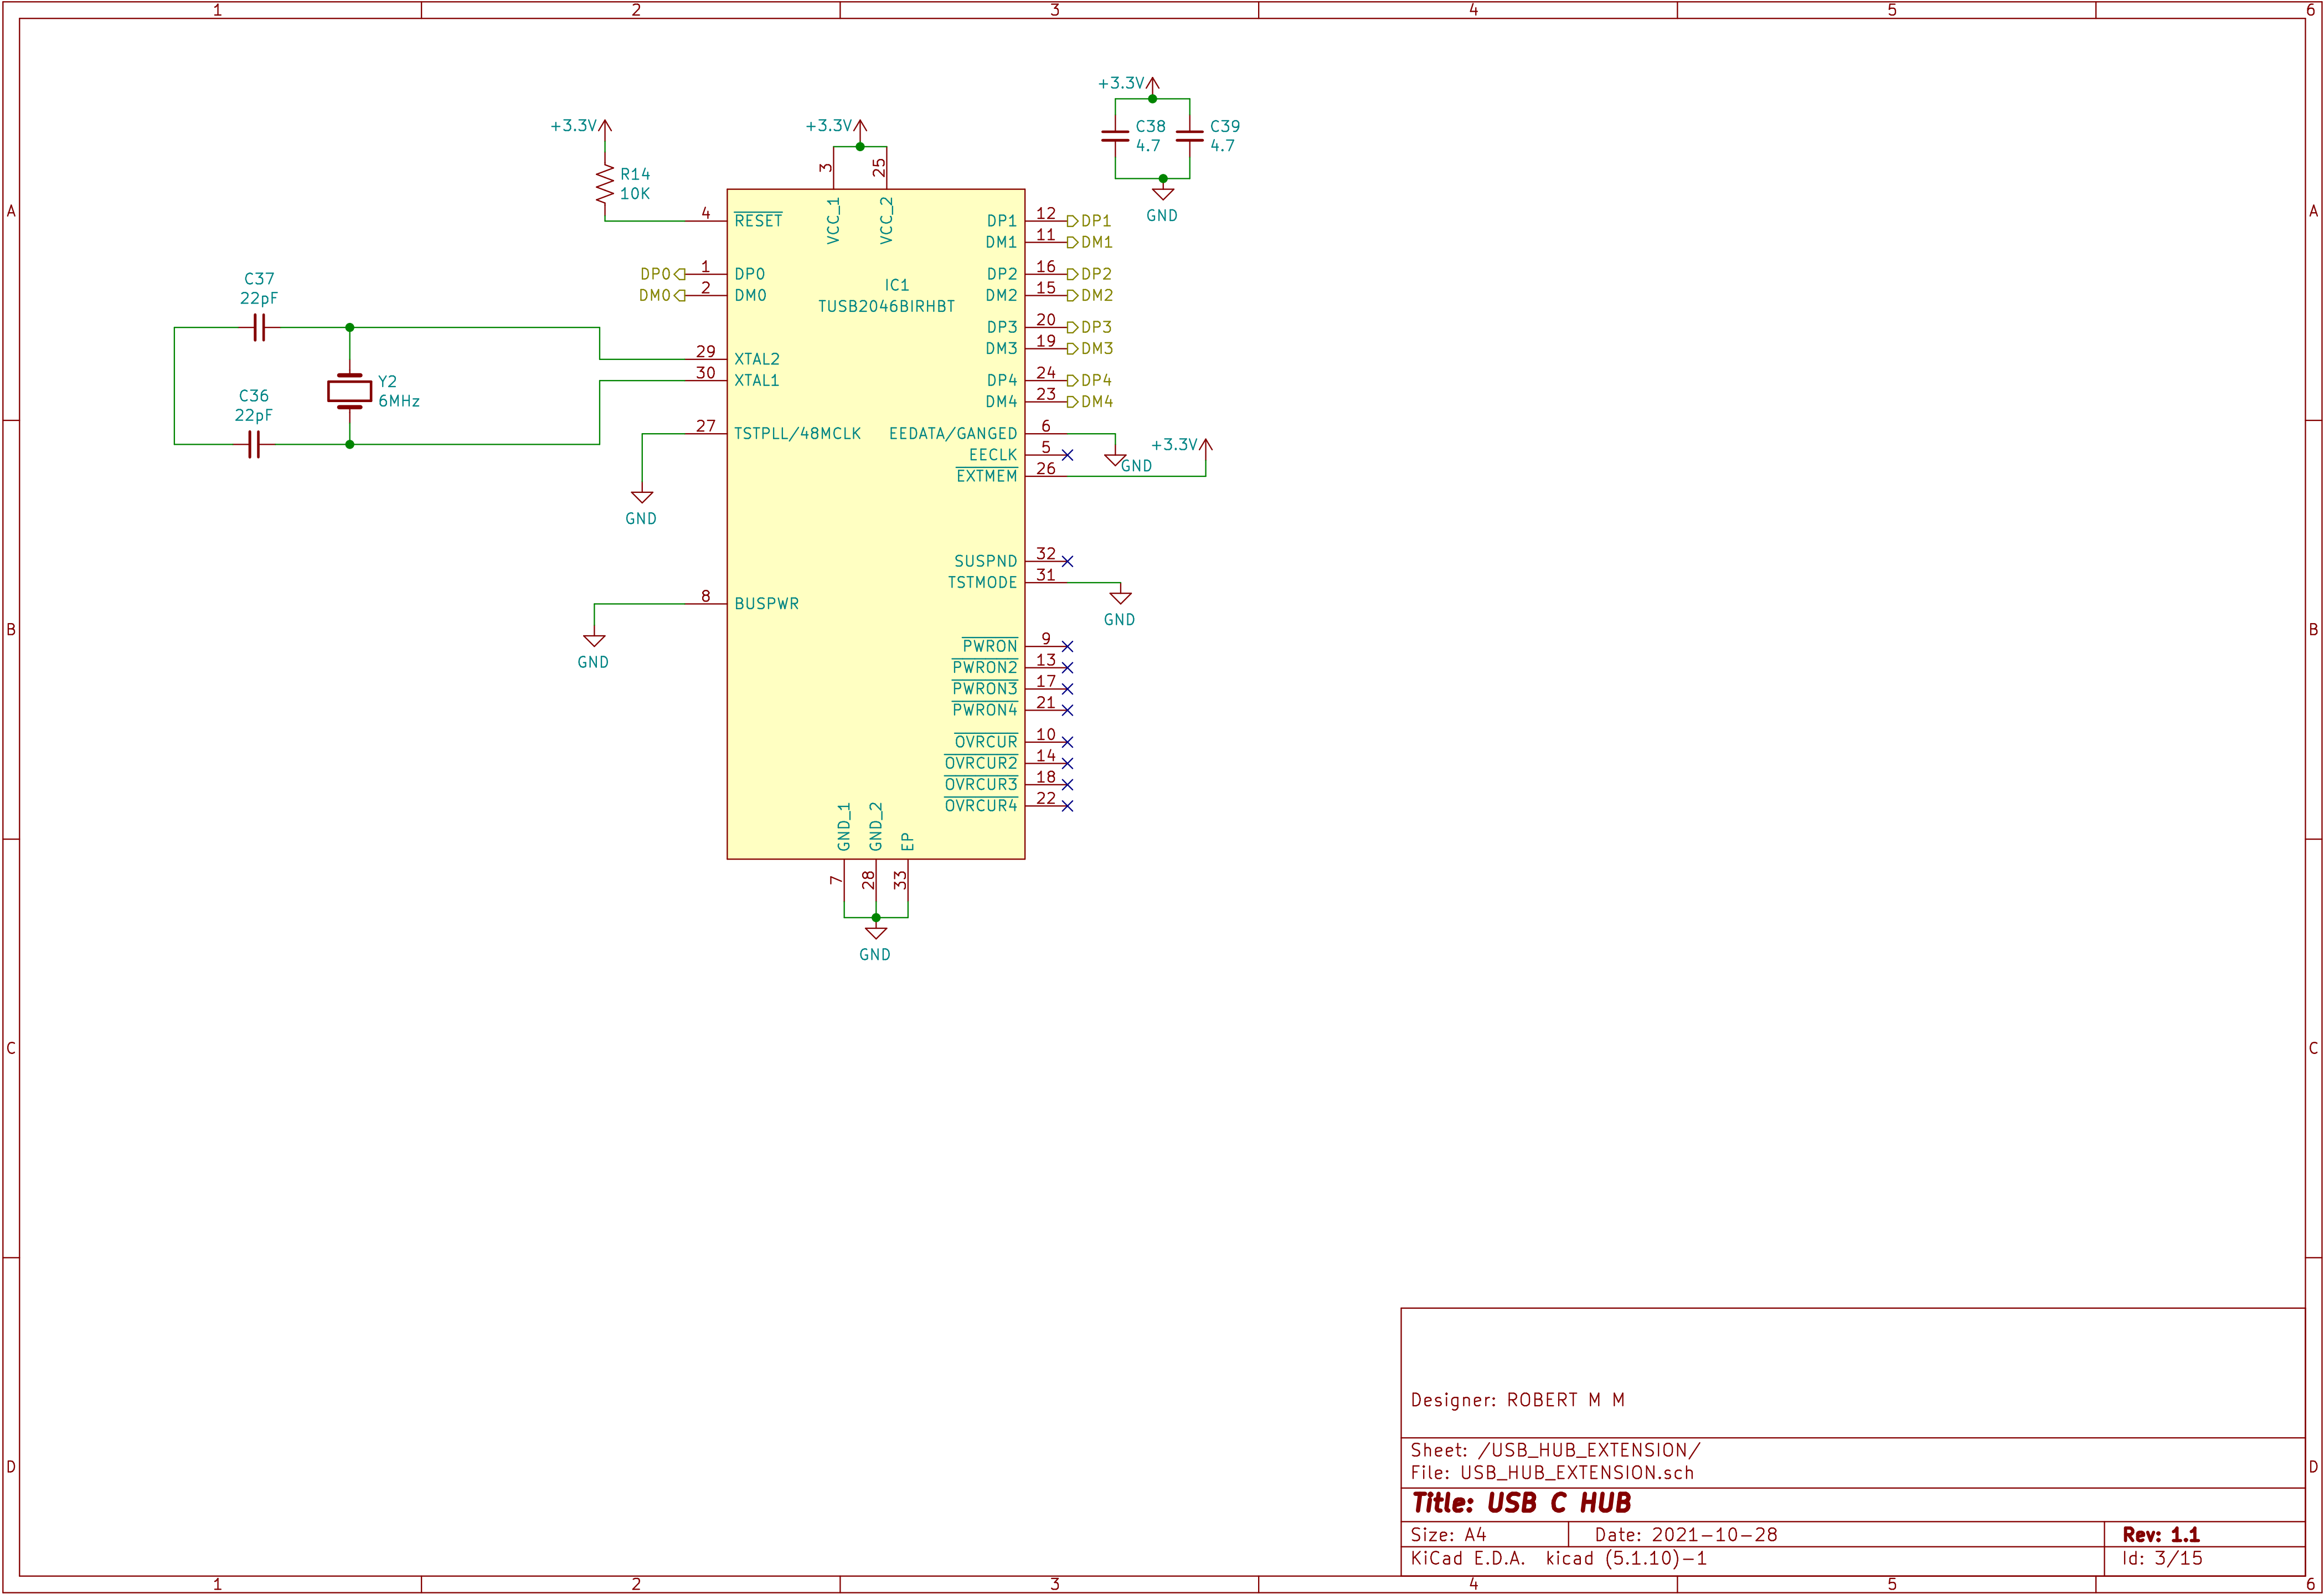 1 2 3 4 5 6
+3.3V
C38
4.7
C39
4.7
GND
+3.3V
R14
10K
+3.3V
3
25
VCC_1
VCC_2
A
A
4
RESET
DP0
1
DP0
DM0
2
DM0
IC1
TUSB2046BIRHBT
DP1
12
DP1
DM1
11
DM1
DP2
16
DP2
DM2
15
DM2
DP3
20
DP3
DM3
19
DM3
DP4
24
DP4
DM4
23
DM4
C37
22pF
C36
22pF
Y2
6MHz
29
XTAL2
30
XTAL1
27
TSTPLL/48MCLK
GND
EEDATA/GANGED
6
GND
EECLK
5
EXTMEM
26
+3.3V
SUSPND
32
TSTMODE
31
GND
8
BUSPWR
GND
B
B
PWRON
9
PWRON2
13
PWRON3
17
PWRON4
21
OVRCUR
10
OVRCUR2
14
OVRCUR3
18
OVRCUR4
22
GND_1
GND_2
EP
7
28
33
GND
C
C
D
D
Designer: ROBERT M M
Sheet: /USB_HUB_EXTENSION/
File: USB_HUB_EXTENSION.sch
Title: USB C HUB
Size: A4 Date: 2021-10-28 Rev: 1.1
KiCad E.D.A. kicad (5.1.10)-1 Id: 3/15
1 2 3 4 5 6